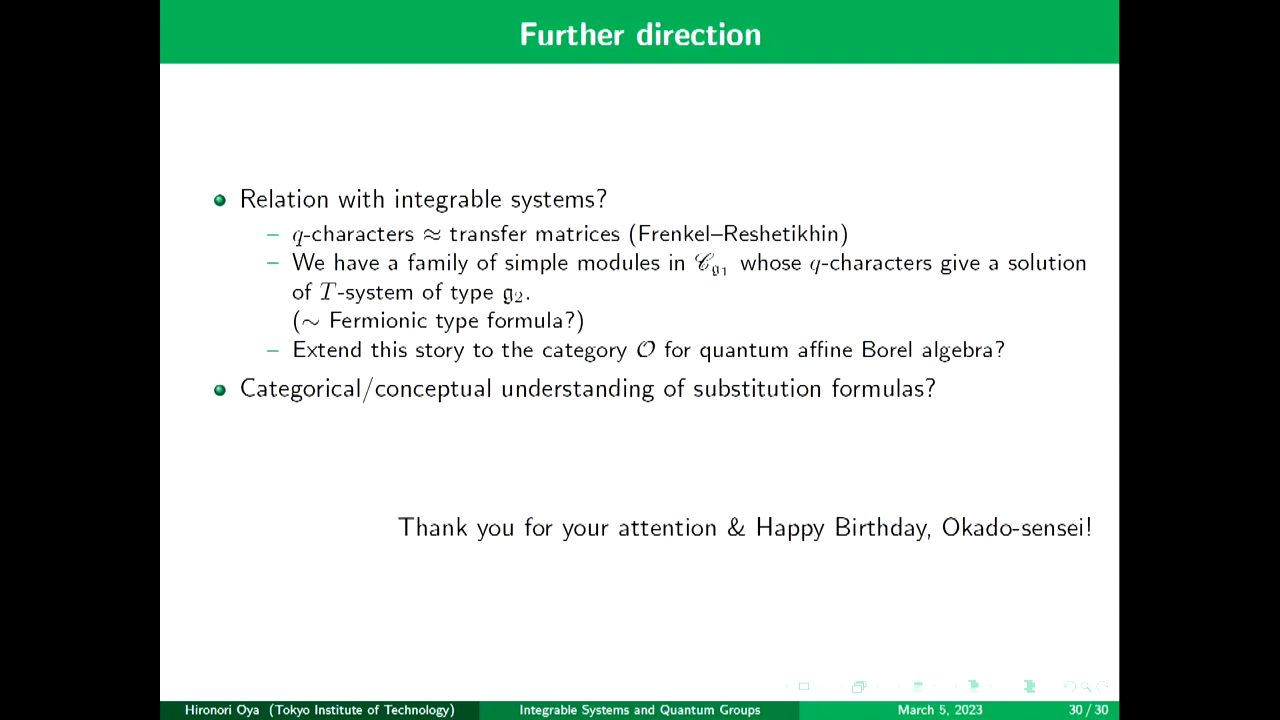 Further direction
Relation with integrable systems?
– q-characters ≈ transfer matrices (Frenkel–Reshetikhin)
– We have a family of simple modules in 𝒞_𝔤₁ whose q-characters give a solution
of T-system of type 𝔤₂.
(∼ Fermionic type formula?)
– Extend this story to the category 𝒪 for quantum affine Borel algebra?
Categorical/conceptual understanding of substitution formulas?
Thank you for your attention & Happy Birthday, Okado-sensei!
Hironori Oya (Tokyo Institute of Technology) Integrable Systems and Quantum Groups March 5, 2023 30 / 30